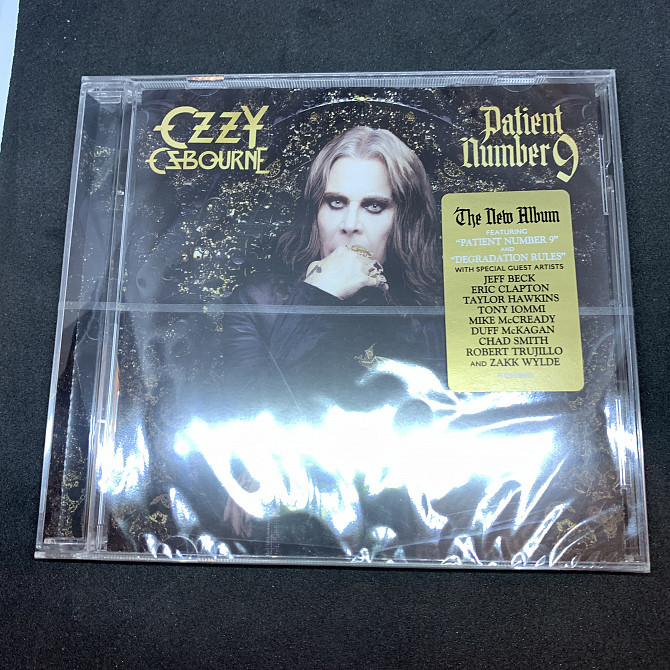 OZZY
OSBOURNE
Patient
Number 9
The New Album
FEATURING
"PATIENT NUMBER 9"
AND
"DEGRADATION RULES"
WITH SPECIAL GUEST ARTISTS
JEFF BECK
ERIC CLAPTON
TAYLOR HAWKINS
TONY IOMMI
MIKE McCREADY
DUFF McKAGAN
CHAD SMITH
ROBERT TRUJILLO
AND ZAKK WYLDE